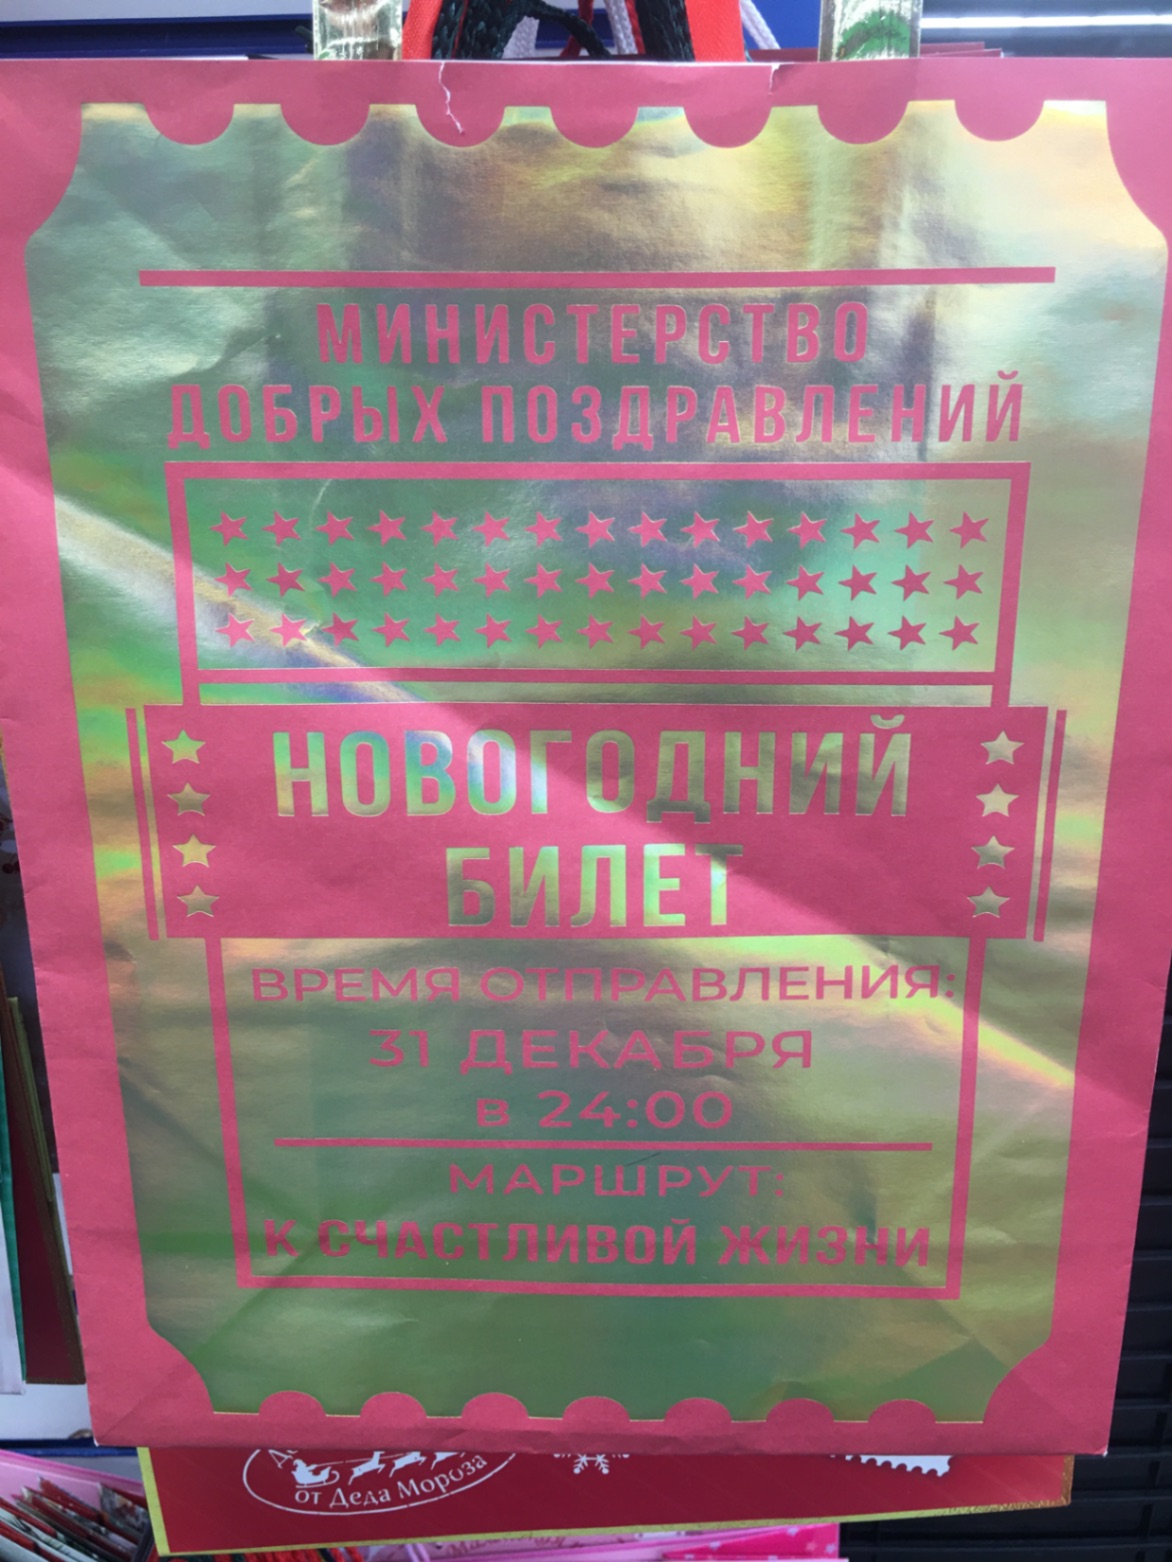 МИНИСТЕРСТВО
ДОБРЫХ ПОЗДРАВЛЕНИЙ
НОВОГОДНИЙ
БИЛЕТ
ВРЕМЯ ОТПРАВЛЕНИЯ:
31 ДЕКАБРЯ
в 24:00
МАРШРУТ:
К СЧАСТЛИВОЙ ЖИЗНИ
от Деда Мороза